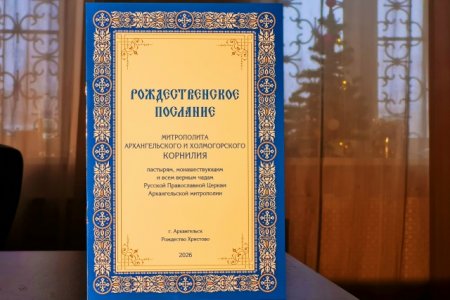 РОЖДЕСТВЕНСКОЕ
ПОСЛАНИЕ
МИТРОПОЛИТА
АРХАНГЕЛЬСКОГО И ХОЛМОГОРСКОГО
КОРНИЛИЯ
пастырям, монашествующим
и всем верным чадам
Русской Православной Церкви
Архангельской митрополии
г. Архангельск
Рождество Христово
2026